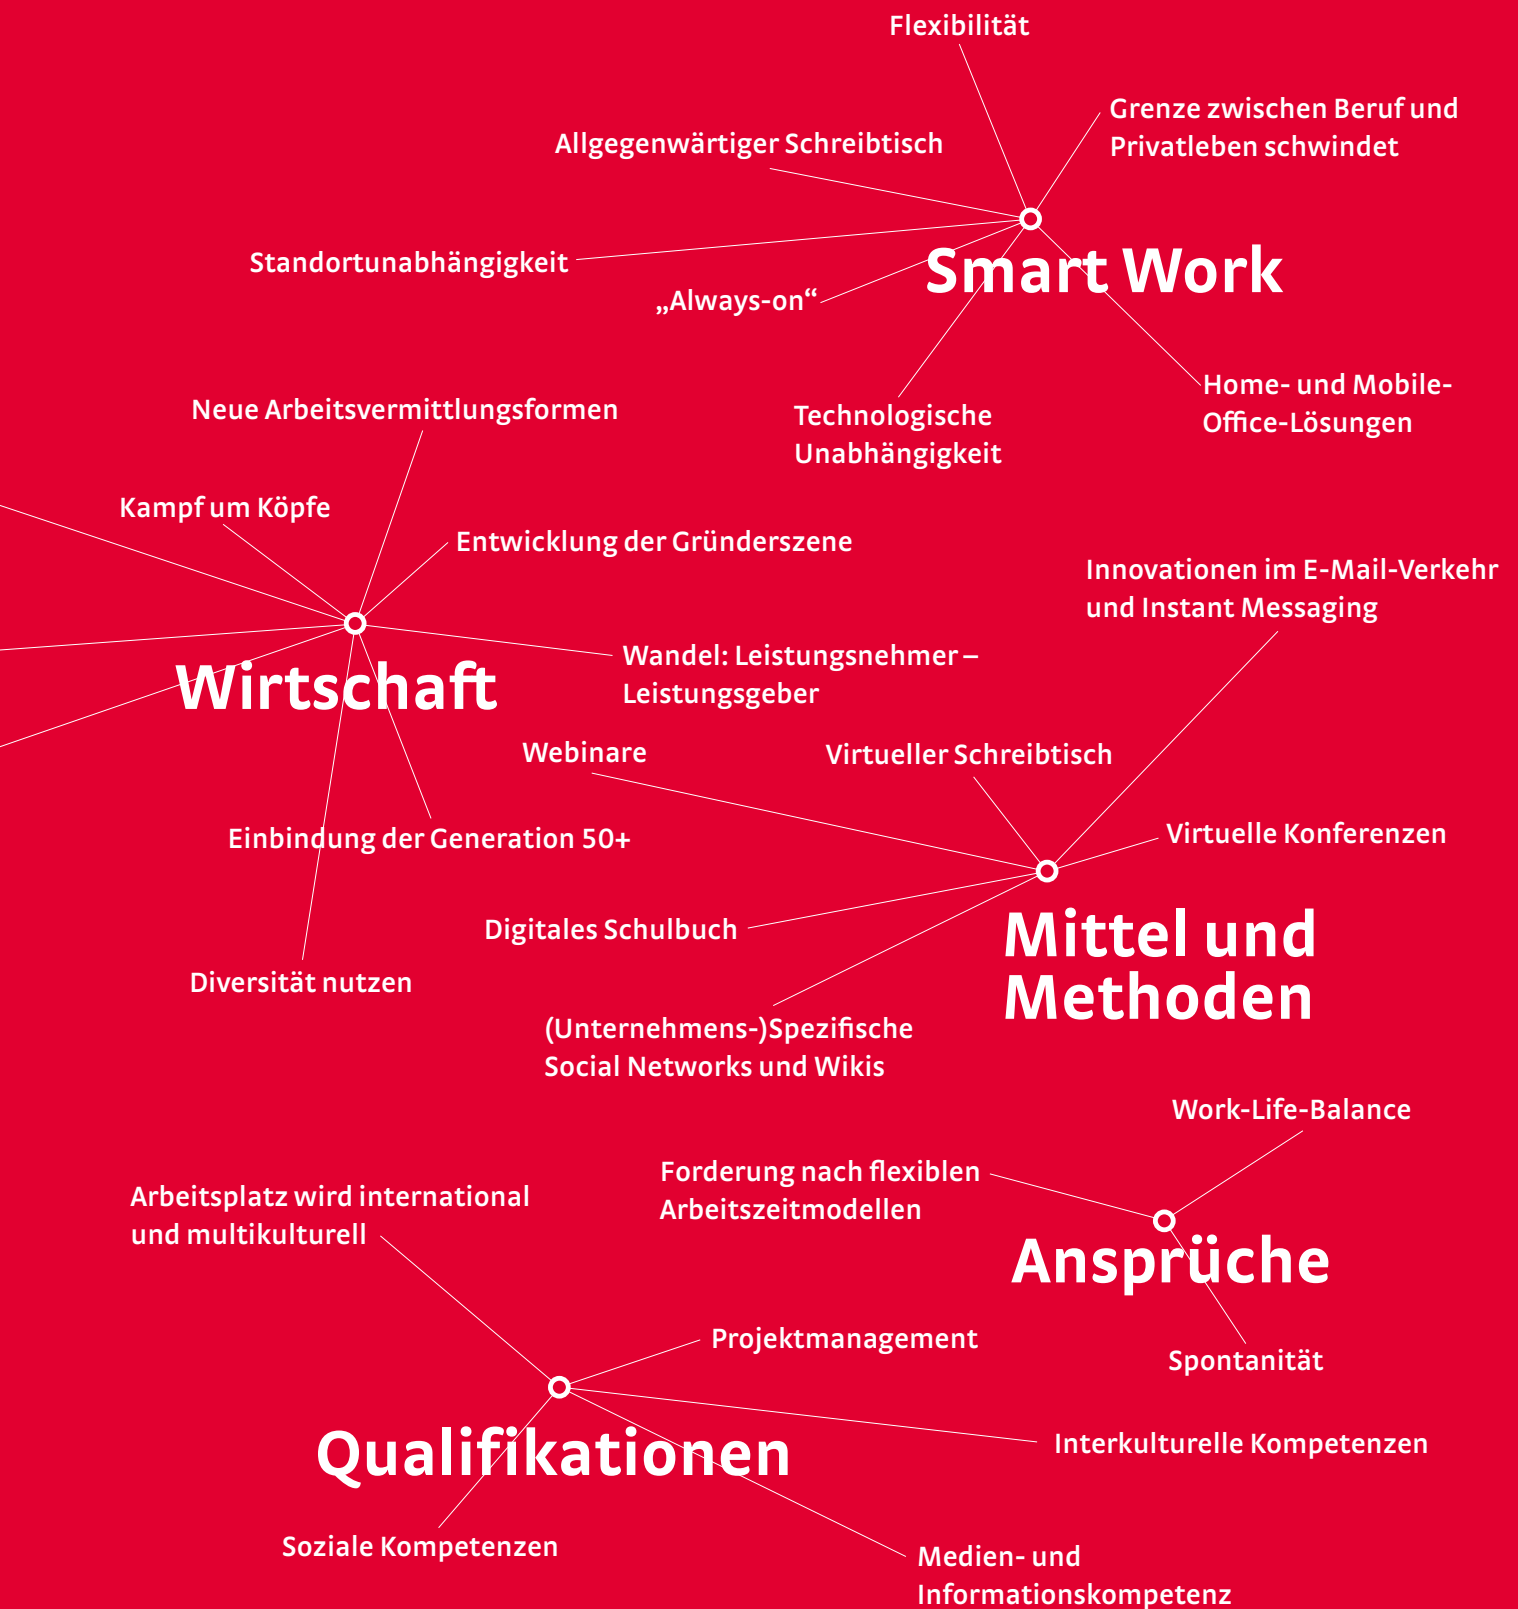 Flexibilität
Grenze zwischen Beruf und
Privatleben schwindet
Allgegenwärtiger Schreibtisch
Standortunabhängigkeit
„Always-on“
Smart Work
Technologische
Unabhängigkeit
Home- und Mobile-
Office-Lösungen
Neue Arbeitsvermittlungsformen
Kampf um Köpfe
Entwicklung der Gründerszene
Wirtschaft
Wandel: Leistungsnehmer –
Leistungsgeber
Einbindung der Generation 50+
Diversität nutzen
Innovationen im E-Mail-Verkehr
und Instant Messaging
Webinare
Virtueller Schreibtisch
Virtuelle Konferenzen
Digitales Schulbuch
Mittel und
Methoden
(Unternehmens-)Spezifische
Social Networks und Wikis
Work-Life-Balance
Forderung nach flexiblen
Arbeitszeitmodellen
Ansprüche
Spontanität
Arbeitsplatz wird international
und multikulturell
Projektmanagement
Qualifikationen
Interkulturelle Kompetenzen
Soziale Kompetenzen
Medien- und
Informationskompetenz